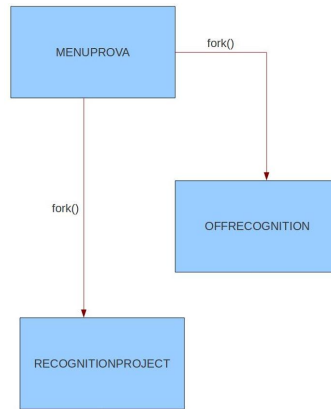 MENUPROVA
fork()
OFFRECOGNITION
fork()
RECOGNITIONPROJECT